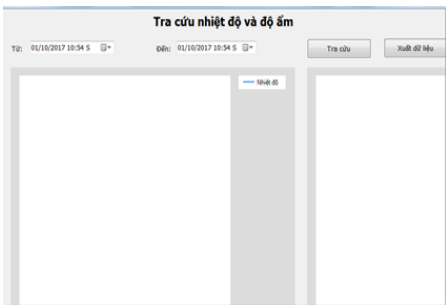 Tra cứu nhiệt độ và độ ẩm
Từ: 01/10/2017 10:54 S Đến: 01/10/2017 10:54 S Tra cứu Xuất dữ liệu
Nhiệt độ